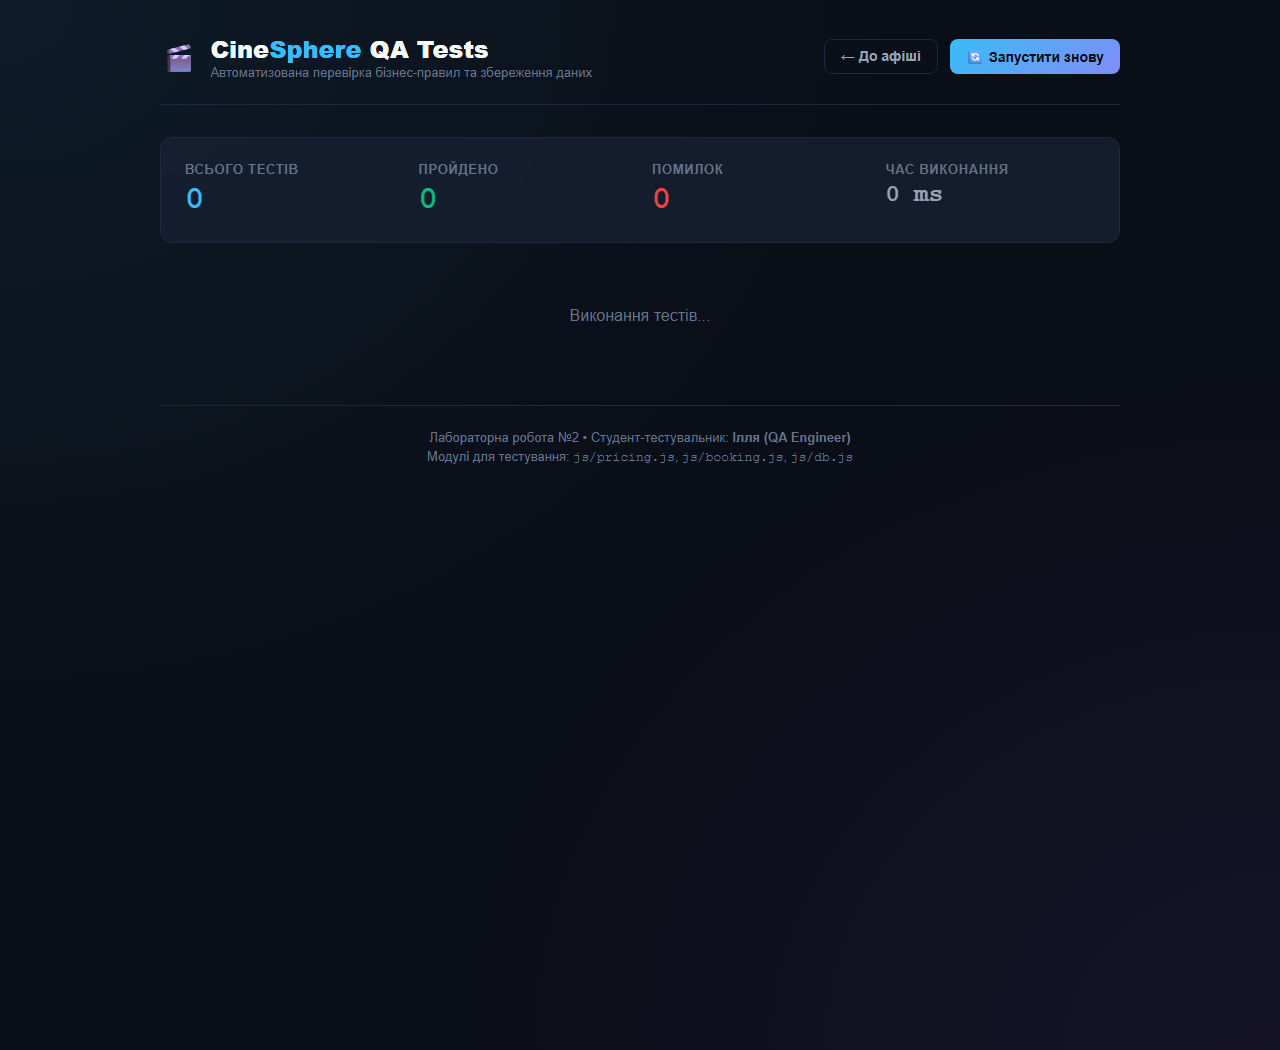 CineSphere QA Tests
Автоматизована перевірка бізнес-правил та збереження даних
← До афіші
Запустити знову
ВСЬОГО ТЕСТІВ
0
ПРОЙДЕНО
0
ПОМИЛОК
0
ЧАС ВИКОНАННЯ
0 ms
Виконання тестів...
Лабораторна робота №2 • Студент-тестувальник: Ілля (QA Engineer)
Модулі для тестування: js/pricing.js, js/booking.js, js/db.js